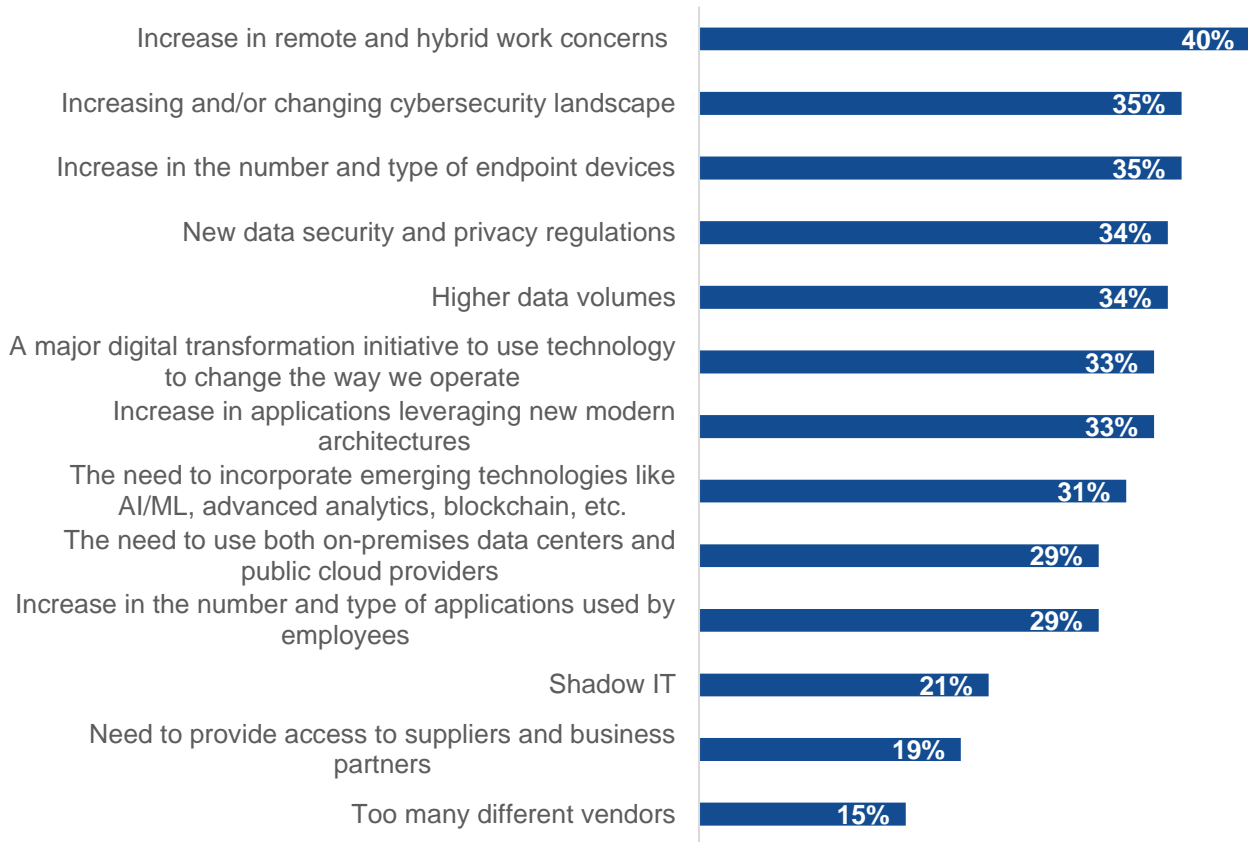 Increase in remote and hybrid work concerns
40%
Increasing and/or changing cybersecurity landscape
35%
Increase in the number and type of endpoint devices
35%
New data security and privacy regulations
34%
Higher data volumes
34%
A major digital transformation initiative to use technology
to change the way we operate
33%
Increase in applications leveraging new modern
architectures
33%
The need to incorporate emerging technologies like
AI/ML, advanced analytics, blockchain, etc.
31%
The need to use both on-premises data centers and
public cloud providers
29%
Increase in the number and type of applications used by
employees
29%
Shadow IT
21%
Need to provide access to suppliers and business
partners
19%
Too many different vendors
15%